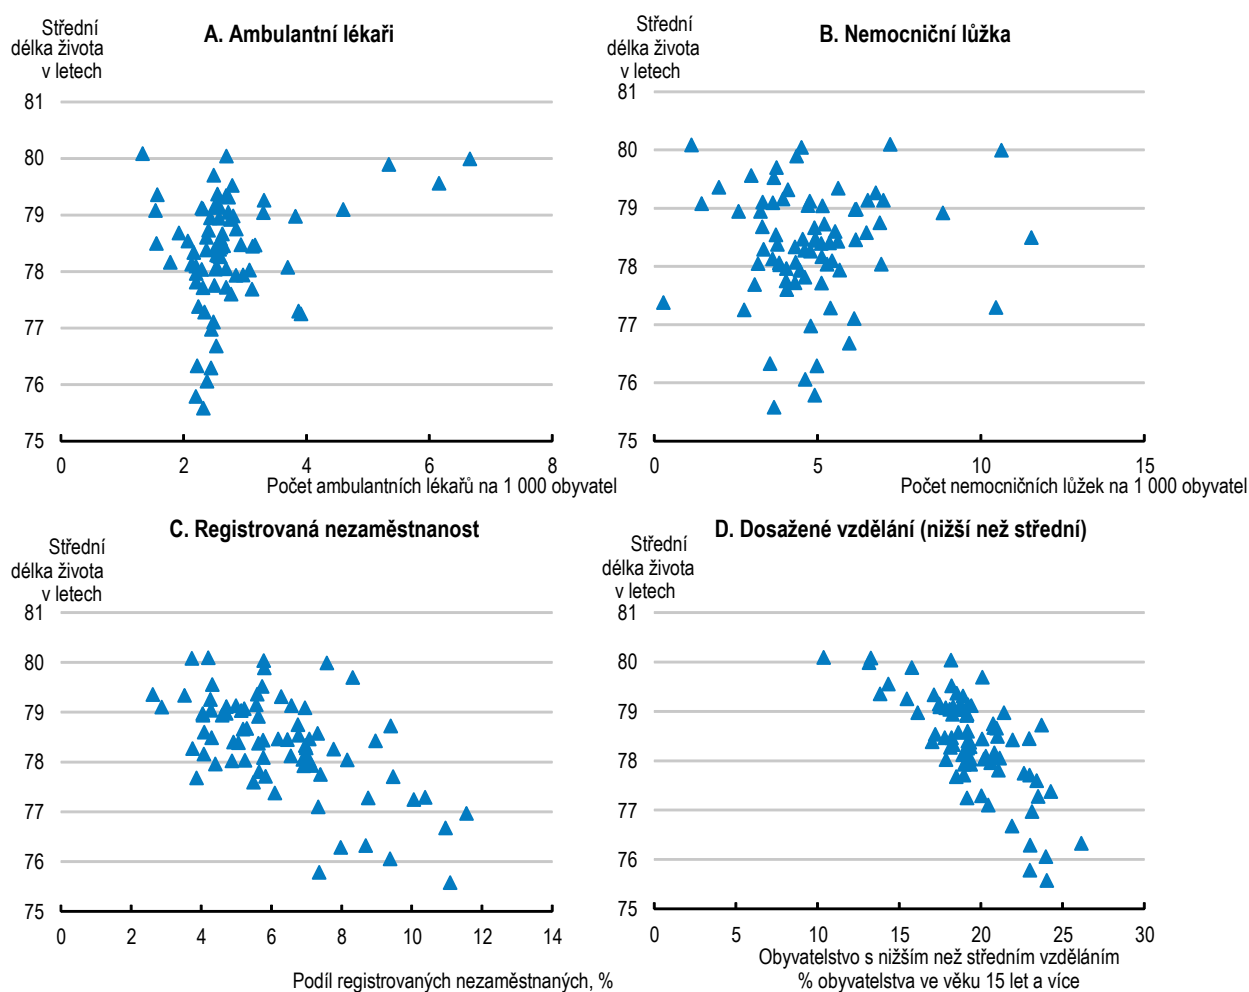 Střední
délka života
v letech
A. Ambulantní lékaři
81
80
79
78
77
76
75
0
2
4
6
8
Počet ambulantních lékařů na 1 000 obyvatel
Střední
délka života
v letech
B. Nemocniční lůžka
81
80
79
78
77
76
75
0
5
10
15
Počet nemocničních lůžek na 1 000 obyvatel
C. Registrovaná nezaměstnanost
Střední
délka života
v letech
81
80
79
78
77
76
75
0
2
4
6
8
10
12
14
Podíl registrovaných nezaměstnaných, %
D. Dosažené vzdělání (nižší než střední)
Střední
délka života
v letech
81
80
79
78
77
76
75
0
5
10
15
20
25
30
Obyvatelstvo s nižším než středním vzděláním
% obyvatelstva ve věku 15 let a více